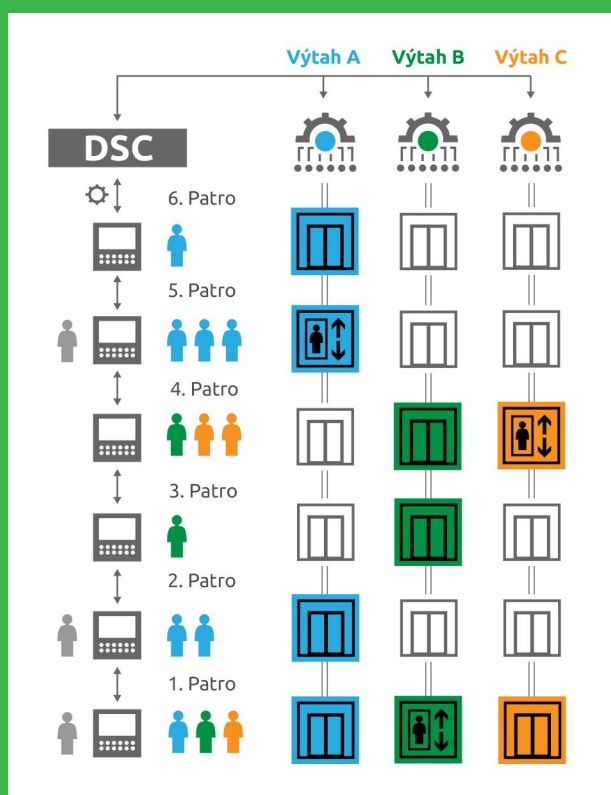 Výtah A
Výtah B
Výtah C
DSC
6. Patro
5. Patro
4. Patro
3. Patro
2. Patro
1. Patro